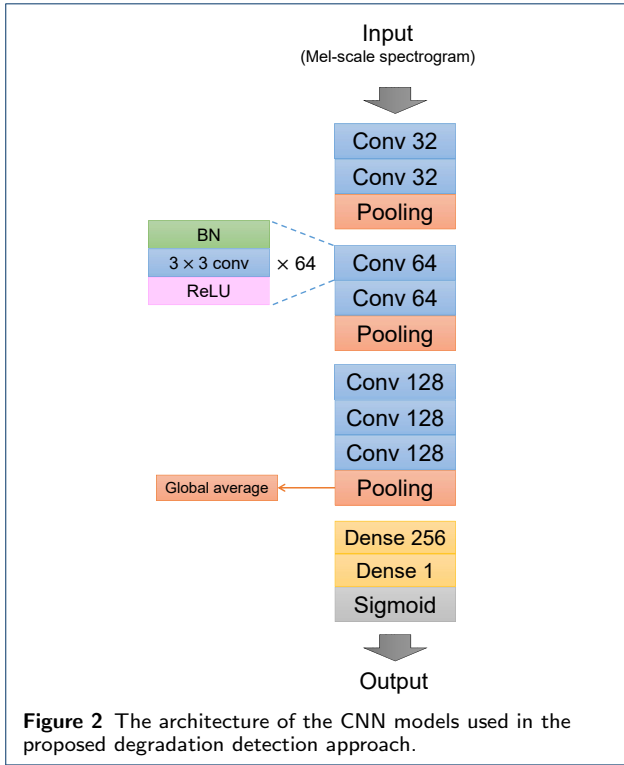 Input
(Mel-scale spectrogram)
Conv 32
Conv 32
Pooling
BN
3 × 3 conv
ReLU
× 64
Conv 64
Conv 64
Pooling
Conv 128
Conv 128
Conv 128
Global average
Pooling
Dense 256
Dense 1
Sigmoid
Output
Figure 2 The architecture of the CNN models used in the
proposed degradation detection approach.